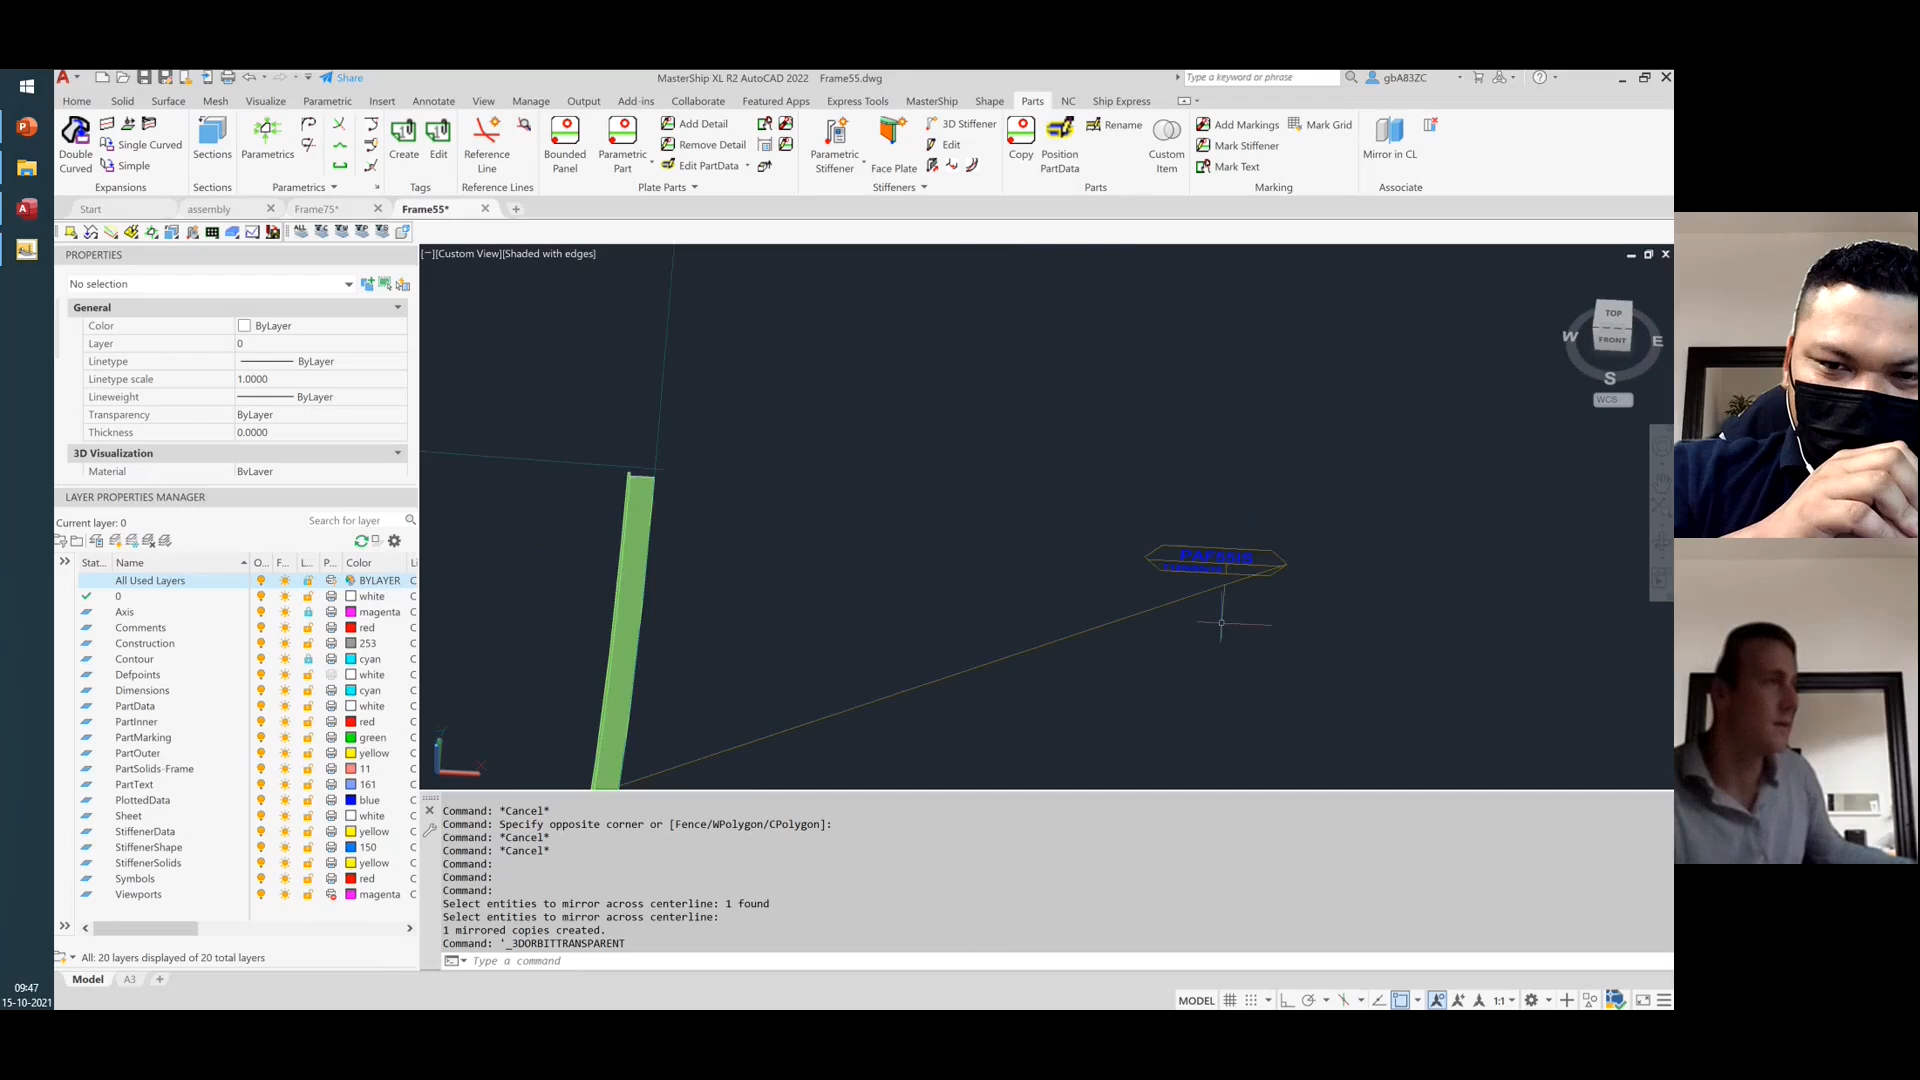 Share
MasterShip XL R2 AutoCAD 2022 Frame55.dwg
Type a keyword or phrase
gbA83ZC
Home Solid Surface Mesh Visualize Parametric Insert Annotate View Manage Output Add-ins Collaborate Featured Apps Express Tools MasterShip Shape Parts NC Ship Express
Double Curved
Single Curved
Simple
Expansions
Sections
Sections
Parametrics
Parametrics
Create
Edit
Tags
Reference Line
Reference Lines
Bounded Panel
Parametric Part
Add Detail
Remove Detail
Edit PartData
Plate Parts
Parametric Stiffener
Face Plate
3D Stiffener
Edit
Stiffeners
Copy
Position PartData
Rename
Custom Item
Parts
Add Markings
Mark Grid
Mark Stiffener
Mark Text
Marking
Mirror in CL
Associate
Start
assembly
Frame75*
Frame55*
PROPERTIES
No selection
General
Color ByLayer
Layer 0
Linetype ByLayer
Linetype scale 1.0000
Lineweight ByLayer
Transparency ByLayer
Thickness 0.0000
3D Visualization
Material ByLayer
LAYER PROPERTIES MANAGER
Current layer: 0
Search for layer
Stat... Name O... F... L... P... Color Li
All Used Layers BYLAYER
0 white C
Axis magenta C
Comments red C
Construction 253 C
Contour cyan C
Defpoints white C
Dimensions cyan C
PartData white C
PartInner red C
PartMarking green C
PartOuter yellow C
PartSolids-Frame 11 C
PartText 161 C
PlottedData blue C
Sheet white C
StiffenerData yellow C
StiffenerShape 150 C
StiffenerSolids yellow C
Symbols red C
Viewports magenta C
All: 20 layers displayed of 20 total layers
[−][Custom View][Shaded with edges]
TOP
FRONT
W
E
S
WCS
Y
X
Command: *Cancel*
Command: Specify opposite corner or [Fence/WPolygon/CPolygon]:
Command: *Cancel*
Command: *Cancel*
Command:
Command:
Command:
Select entities to mirror across centerline: 1 found
Select entities to mirror across centerline:
1 mirrored copies created.
Command: '_3DORBITTRANSPARENT
Type a command
Model
A3
MODEL
1:1
09:47
15-10-2021